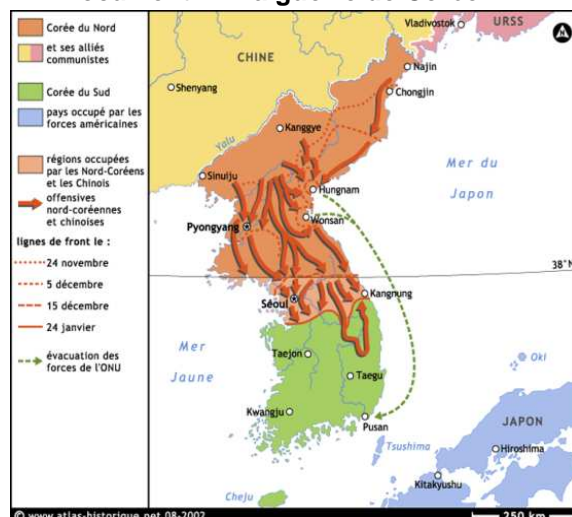 Corée du Nord
et ses alliés
communistes
Corée du Sud
pays occupé par les
forces américaines
régions occupées
par les Nord-Coréens
et les Chinois
offensives
nord-coréennes
et chinoises
lignes de front le :
24 novembre
5 décembre
15 décembre
24 janvier
évacuation des
forces de l'ONU
Vladivostok
URSS
CHINE
Najin
Shenyang
Chongjin
Kanggye
Yalu
Mer du
Japon
Sinuiju
Hungnam
Wonsan
Pyongyang
38°N
Séoul
Kangnung
Mer
Jaune
Taejon
Taegu
Oki
Kwangju
Pusan
JAPON
Tsushima
Hiroshima
Kitakyushu
Cheju
© www.atlas-historique.net 08-2002
250 km